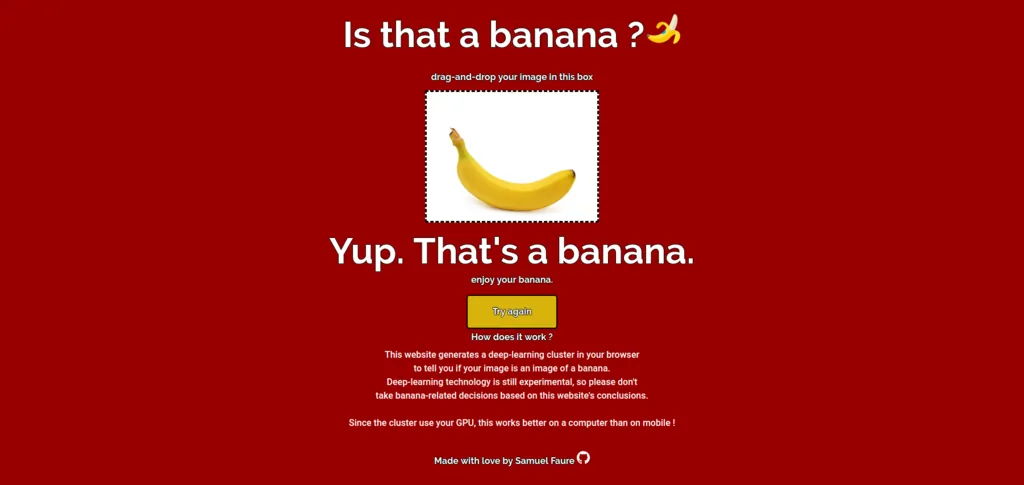 Is that a banana ?🍌
drag-and-drop your image in this box
Yup. That's a banana.
enjoy your banana.
Try again
How does it work ?
This website generates a deep-learning cluster in your browser
to tell you if your image is an image of a banana.
Deep-learning technology is still experimental, so please don't
take banana-related decisions based on this website's conclusions.
Since the cluster use your GPU, this works better on a computer than on mobile !
Made with love by Samuel Faure